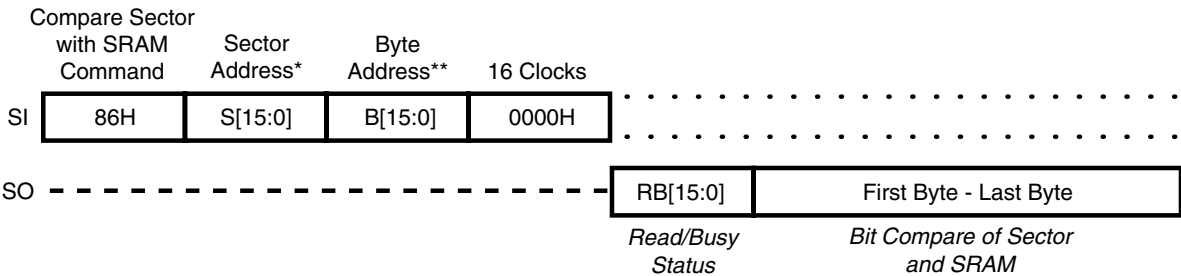 Compare Sector
with SRAM Sector Byte
Command Address* Address** 16 Clocks
SI 86H S[15:0] B[15:0] 0000H
SO RB[15:0] First Byte - Last Byte
Read/Busy Bit Compare of Sector
Status and SRAM